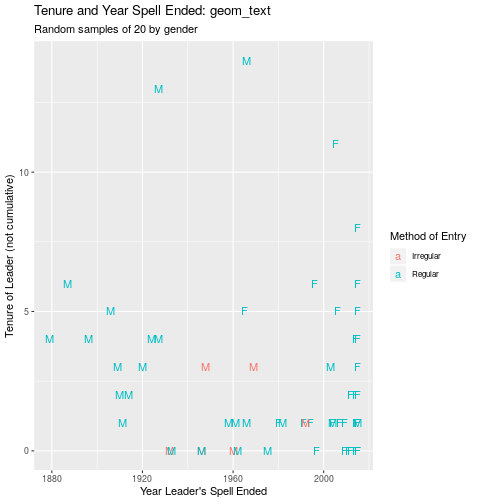 Tenure and Year Spell Ended: geom_text
Random samples of 20 by gender
M
M
F
F
M
F
F
M
F
F
M
M M
F
M
M
M
M
M
F
M
M
F
M
M
M
M
F
M
F
M
M
M
M
F
F
10
5
0
1880
1920
1960
2000
Year Leader's Spell Ended
Tenure of Leader (not cumulative)
Method of Entry
a Irregular
a Regular